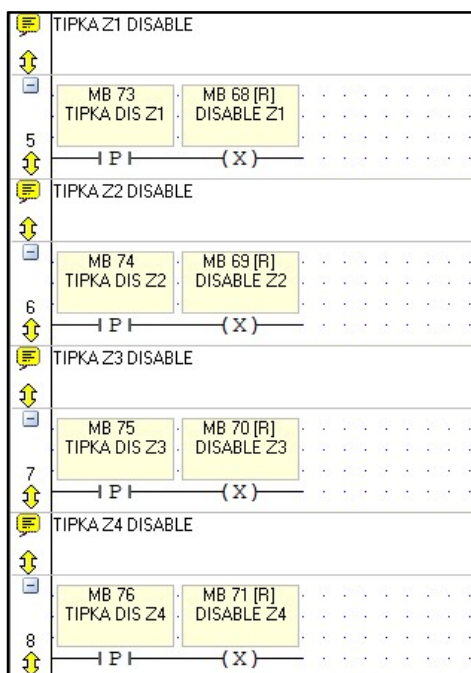 TIPKA Z1 DISABLE
MB 73 MB 68 [R]
TIPKA DIS Z1 DISABLE Z1
5
P (X)
TIPKA Z2 DISABLE
MB 74 MB 69 [R]
TIPKA DIS Z2 DISABLE Z2
6
P (X)
TIPKA Z3 DISABLE
MB 75 MB 70 [R]
TIPKA DIS Z3 DISABLE Z3
7
P (X)
TIPKA Z4 DISABLE
MB 76 MB 71 [R]
TIPKA DIS Z4 DISABLE Z4
8
P (X)